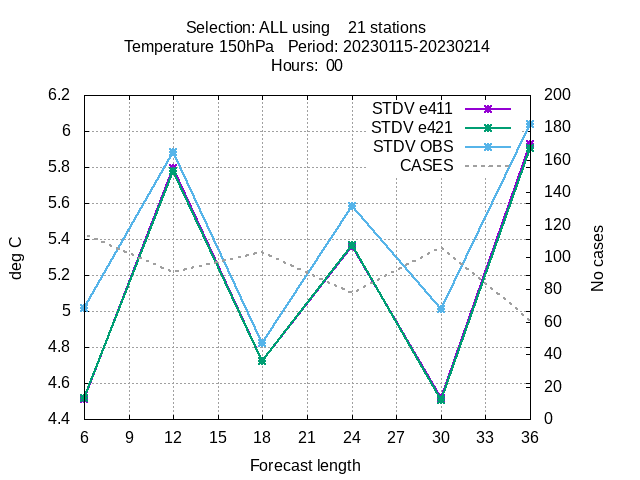 Selection: ALL using 21 stations
Temperature 150hPa Period: 20230115-20230214
Hours: 00
6.2
6
5.8
5.6
5.4
5.2
5
4.8
4.6
4.4
200
180
160
140
120
100
80
60
40
20
0
STDV e411
STDV e421
STDV OBS
CASES
deg C
No cases
6 9 12 15 18 21 24 27 30 33 36
Forecast length